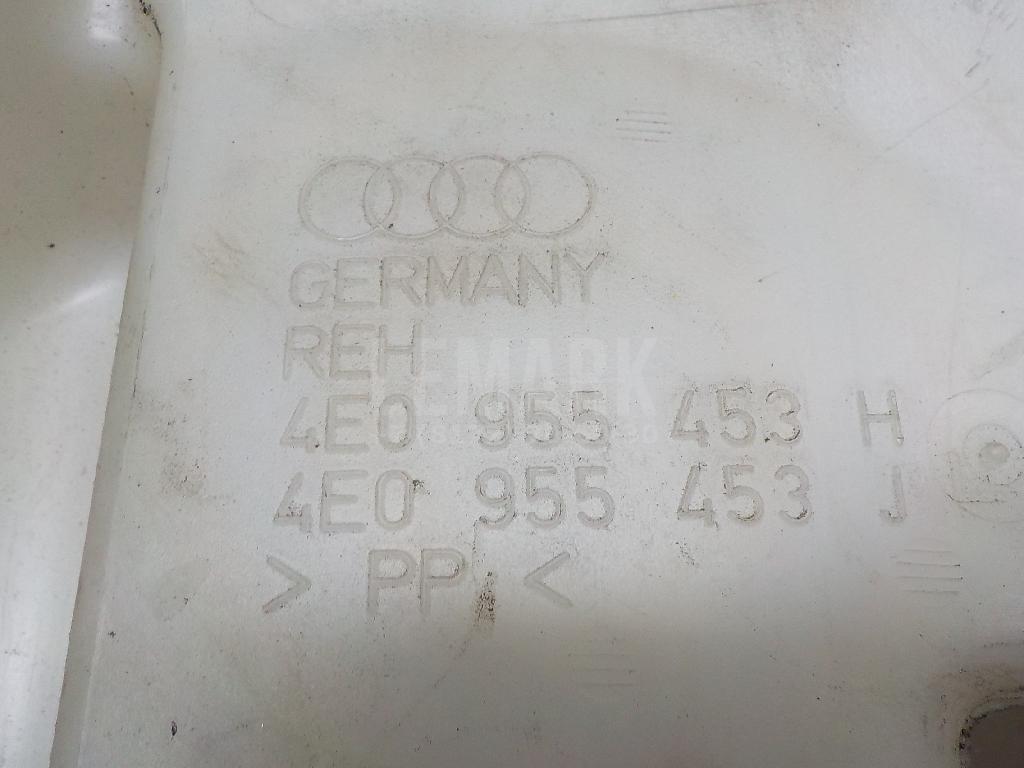 GERMANY
REH
4E0 955 453 H
4E0 955 453 J
> PP <